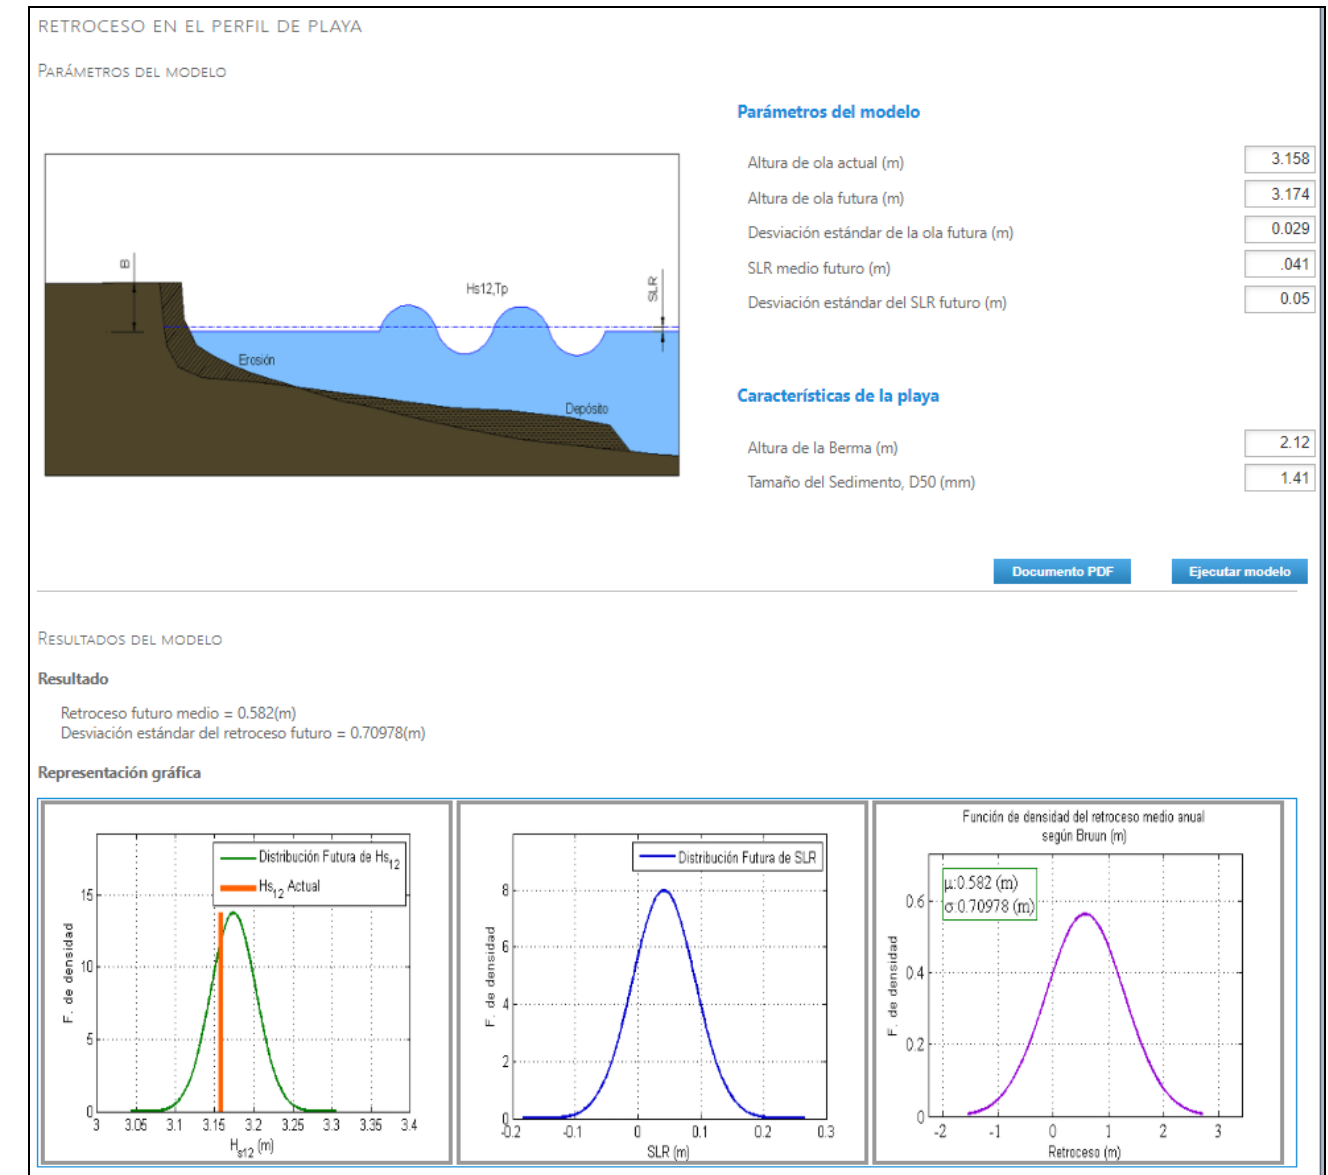 RETROCESO EN EL PERFIL DE PLAYA
PARÁMETROS DEL MODELO
B
Hs12,Tp
SLR
Erosión
Depósito
Parámetros del modelo
Altura de ola actual (m) 3.158
Altura de ola futura (m) 3.174
Desviación estándar de la ola futura (m) 0.029
SLR medio futuro (m) .041
Desviación estándar del SLR futuro (m) 0.05
Características de la playa
Altura de la Berma (m) 2.12
Tamaño del Sedimento, D50 (mm) 1.41
Documento PDF Ejecutar modelo
RESULTADOS DEL MODELO
Resultado
Retroceso futuro medio = 0.582(m)
Desviación estándar del retroceso futuro = 0.70978(m)
Representación gráfica
Distribución Futura de Hs12
Hs12 Actual
F. de densidad
15
10
5
0
3 3.05 3.1 3.15 3.2 3.25 3.3 3.35 3.4
Hs12 (m)
Distribución Futura de SLR
F. de densidad
8
6
4
2
0
-0.2 -0.1 0 0.1 0.2 0.3
SLR (m)
Función de densidad del retroceso medio anual
según Bruun (m)
μ:0.582 (m)
σ:0.70978 (m)
F. de densidad
0.6
0.4
0.2
0
-2 -1 0 1 2 3
Retroceso (m)